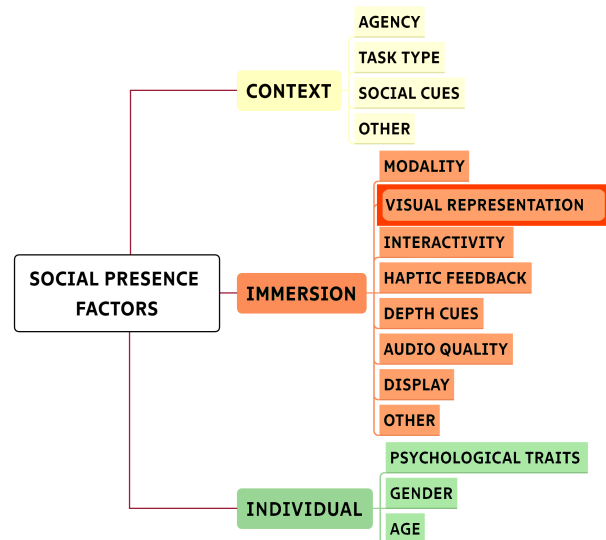 AGENCY
TASK TYPE
CONTEXT
SOCIAL CUES
OTHER
MODALITY
VISUAL REPRESENTATION
INTERACTIVITY
SOCIAL PRESENCE
FACTORS
IMMERSION
HAPTIC FEEDBACK
DEPTH CUES
AUDIO QUALITY
DISPLAY
OTHER
PSYCHOLOGICAL TRAITS
INDIVIDUAL
GENDER
AGE